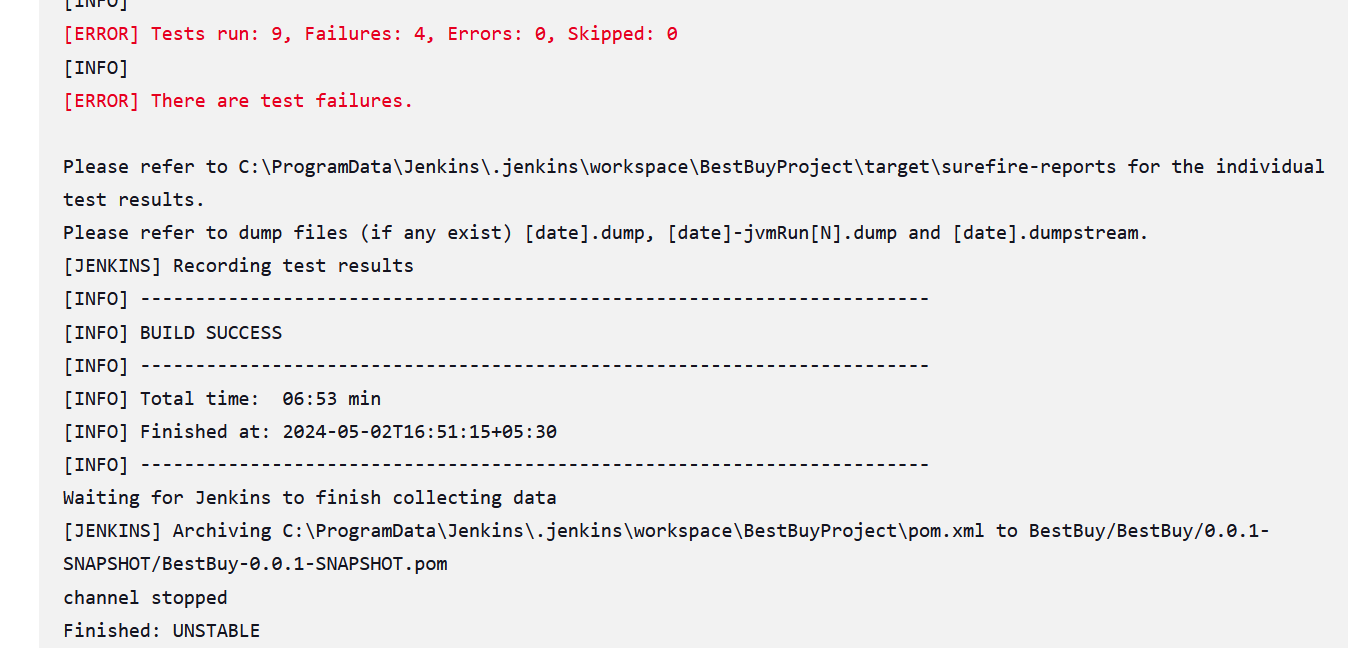 [INFO]
[ERROR] Tests run: 9, Failures: 4, Errors: 0, Skipped: 0
[INFO]
[ERROR] There are test failures.
Please refer to C:\ProgramData\Jenkins\.jenkins\workspace\BestBuyProject\target\surefire-reports for the individual
test results.
Please refer to dump files (if any exist) [date].dump, [date]-jvmRun[N].dump and [date].dumpstream.
[JENKINS] Recording test results
[INFO] ------------------------------------------------------------------------
[INFO] BUILD SUCCESS
[INFO] ------------------------------------------------------------------------
[INFO] Total time:  06:53 min
[INFO] Finished at: 2024-05-02T16:51:15+05:30
[INFO] ------------------------------------------------------------------------
Waiting for Jenkins to finish collecting data
[JENKINS] Archiving C:\ProgramData\Jenkins\.jenkins\workspace\BestBuyProject\pom.xml to BestBuy/BestBuy/0.0.1-
SNAPSHOT/BestBuy-0.0.1-SNAPSHOT.pom
channel stopped
Finished: UNSTABLE